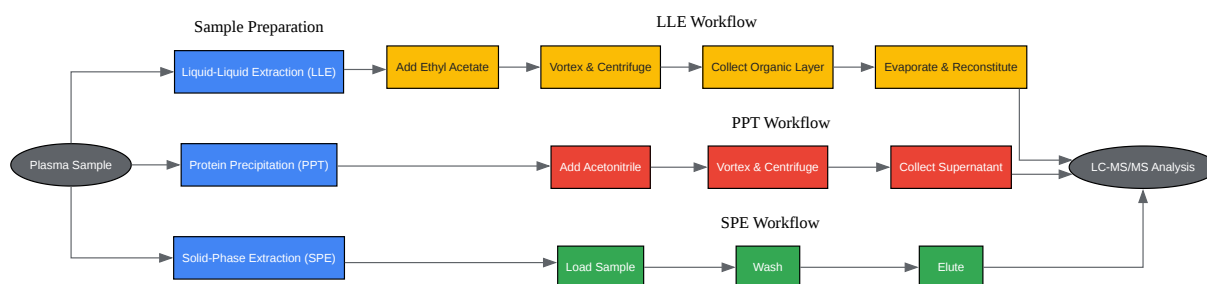 Sample Preparation
LLE Workflow
Liquid-Liquid Extraction (LLE)
Add Ethyl Acetate
Vortex & Centrifuge
Collect Organic Layer
Evaporate & Reconstitute
PPT Workflow
Plasma Sample
Protein Precipitation (PPT)
Add Acetonitrile
Vortex & Centrifuge
Collect Supernatant
LC-MS/MS Analysis
SPE Workflow
Solid-Phase Extraction (SPE)
Load Sample
Wash
Elute